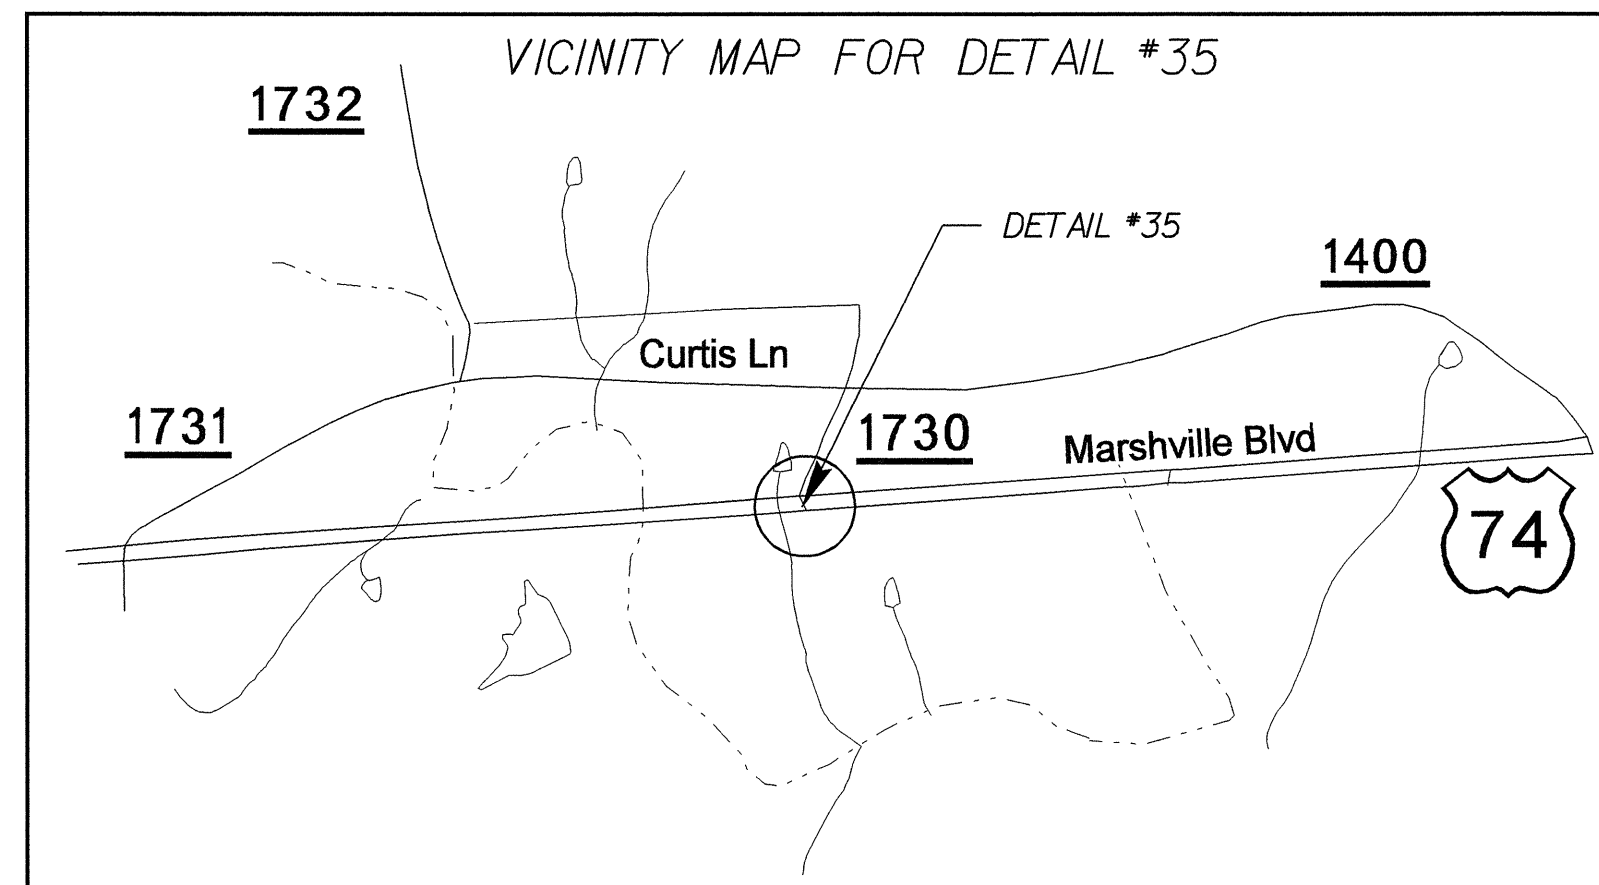 VICINITY MAP FOR DETAIL #35
1732
DETAIL #35
1400
Curtis Ln
1731
1730
Marshville Blvd
74